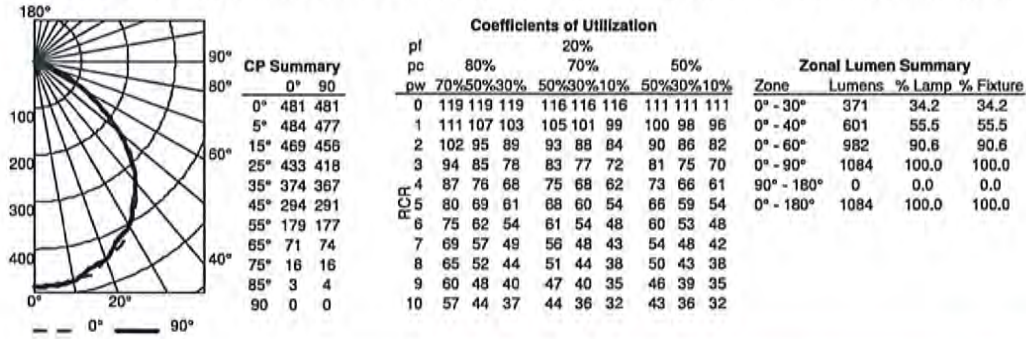 180°
90°
80°
60°
40°
100
200
300
400
0° 20°
0° 90°
CP Summary
0° 90
0° 481 481
5° 484 477
15° 469 456
25° 433 418
35° 374 367
45° 294 291
55° 179 177
65° 71 74
75° 16 16
85° 3 4
90 0 0
Coefficients of Utilization
pf 20%
pc 80% 70% 50%
pw 70%50%30% 50%30%10% 50%30%10%
RCR
0 119 119 119 116 116 116 111 111 111
1 111 107 103 105 101 99 100 98 96
2 102 95 89 93 88 84 90 86 82
3 94 85 78 83 77 72 81 75 70
4 87 76 68 75 68 62 73 66 61
5 80 69 61 68 60 54 66 59 54
6 75 62 54 61 54 48 60 53 48
7 69 57 49 56 48 43 54 48 42
8 65 52 44 51 44 38 50 43 38
9 60 48 40 47 40 35 46 39 35
10 57 44 37 44 36 32 43 36 32
Zonal Lumen Summary
Zone Lumens % Lamp % Fixture
0° - 30° 371 34.2 34.2
0° - 40° 601 55.5 55.5
0° - 60° 982 90.6 90.6
0° - 90° 1084 100.0 100.0
90° - 180° 0 0.0 0.0
0° - 180° 1084 100.0 100.0